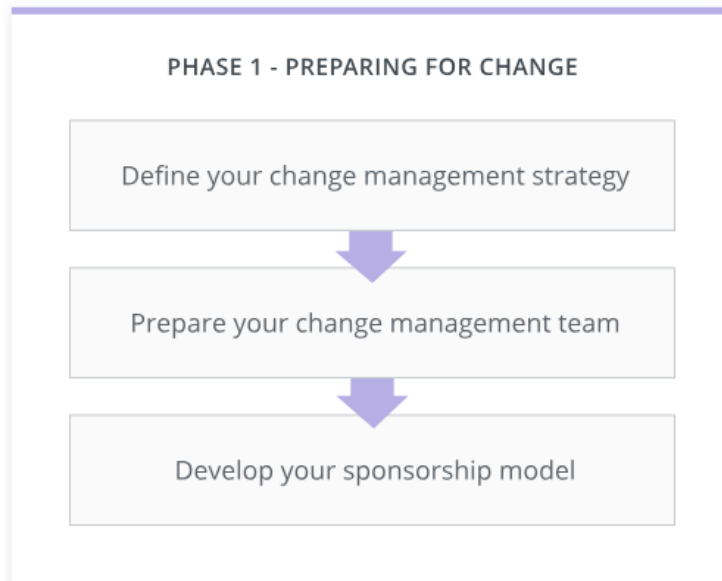 PHASE 1 - PREPARING FOR CHANGE
Define your change management strategy
Prepare your change management team
Develop your sponsorship model